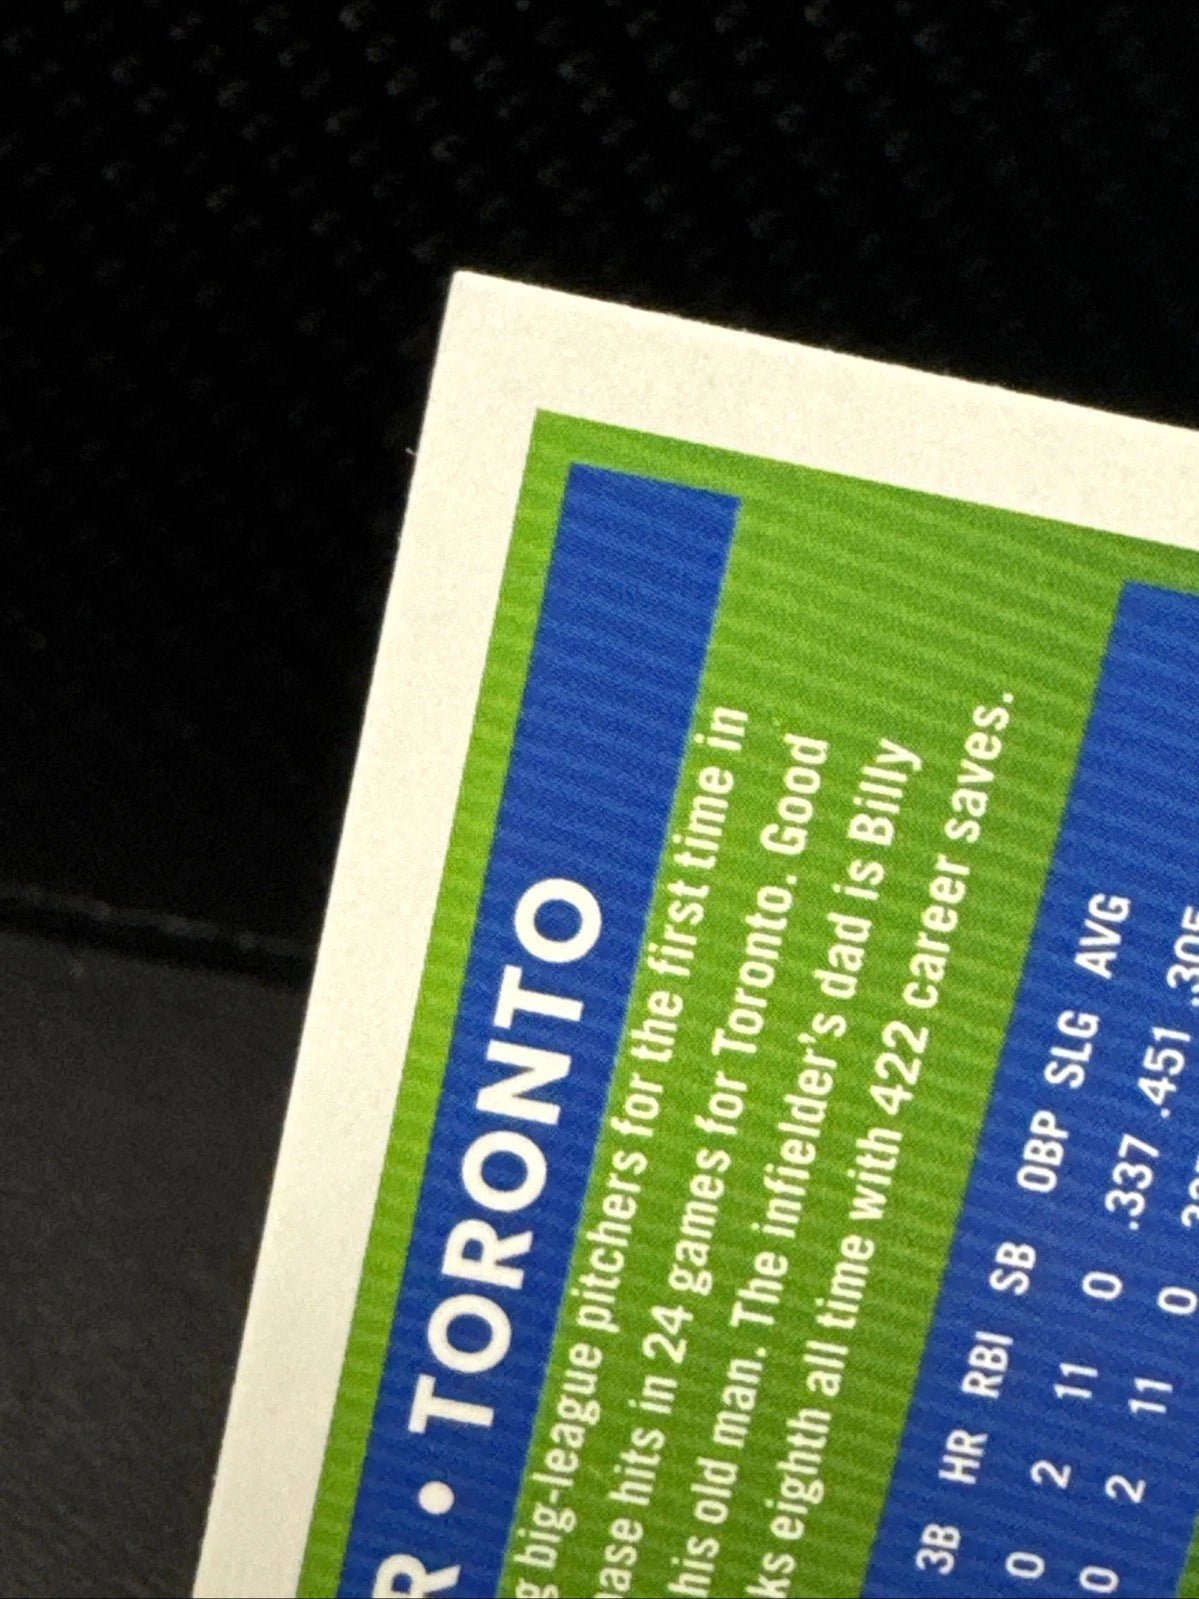 R • TORONTO
big-league pitchers for the first time in
hits in 24 games for Toronto. Good
his old man. The infielder's dad is Billy
eighth all time with 422 career saves.
3B HR RBI SB OBP SLG AVG
0 2 11 0 .337 .451
0 2 11 0